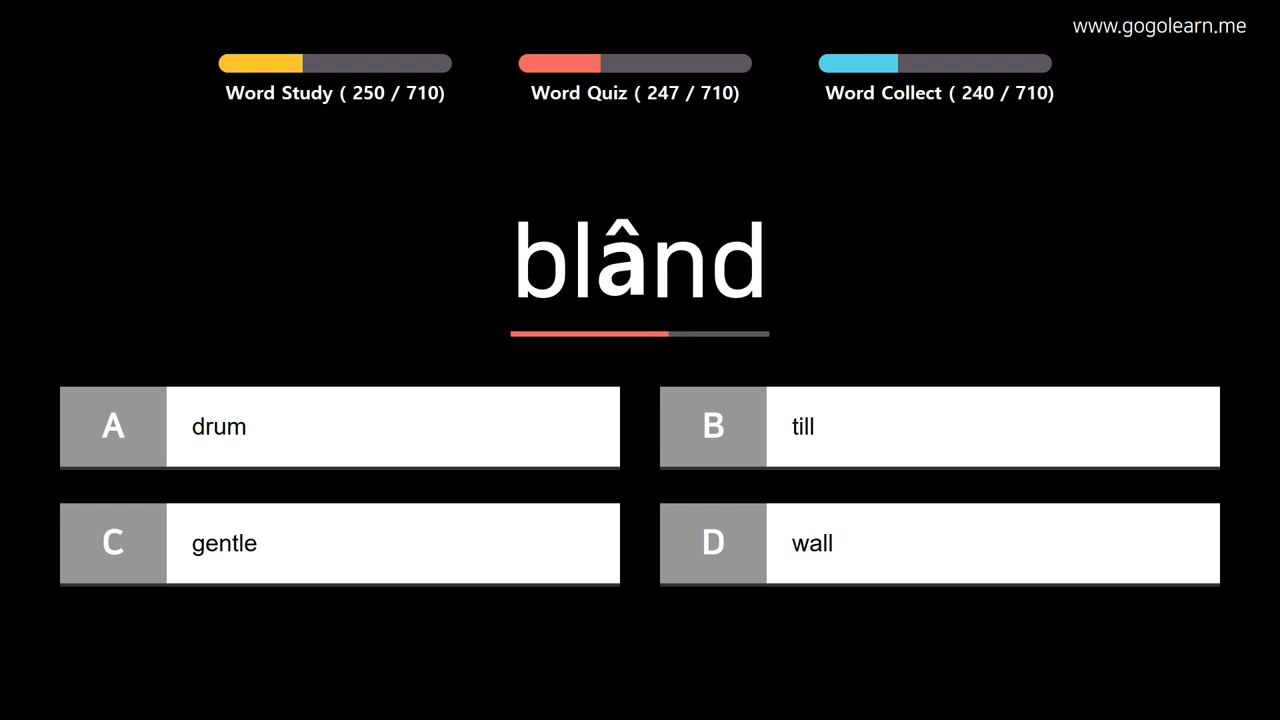 www.gogolearn.me
Word Study ( 250 / 710)
Word Quiz ( 247 / 710)
Word Collect ( 240 / 710)
blând
A drum
B till
C gentle
D wall